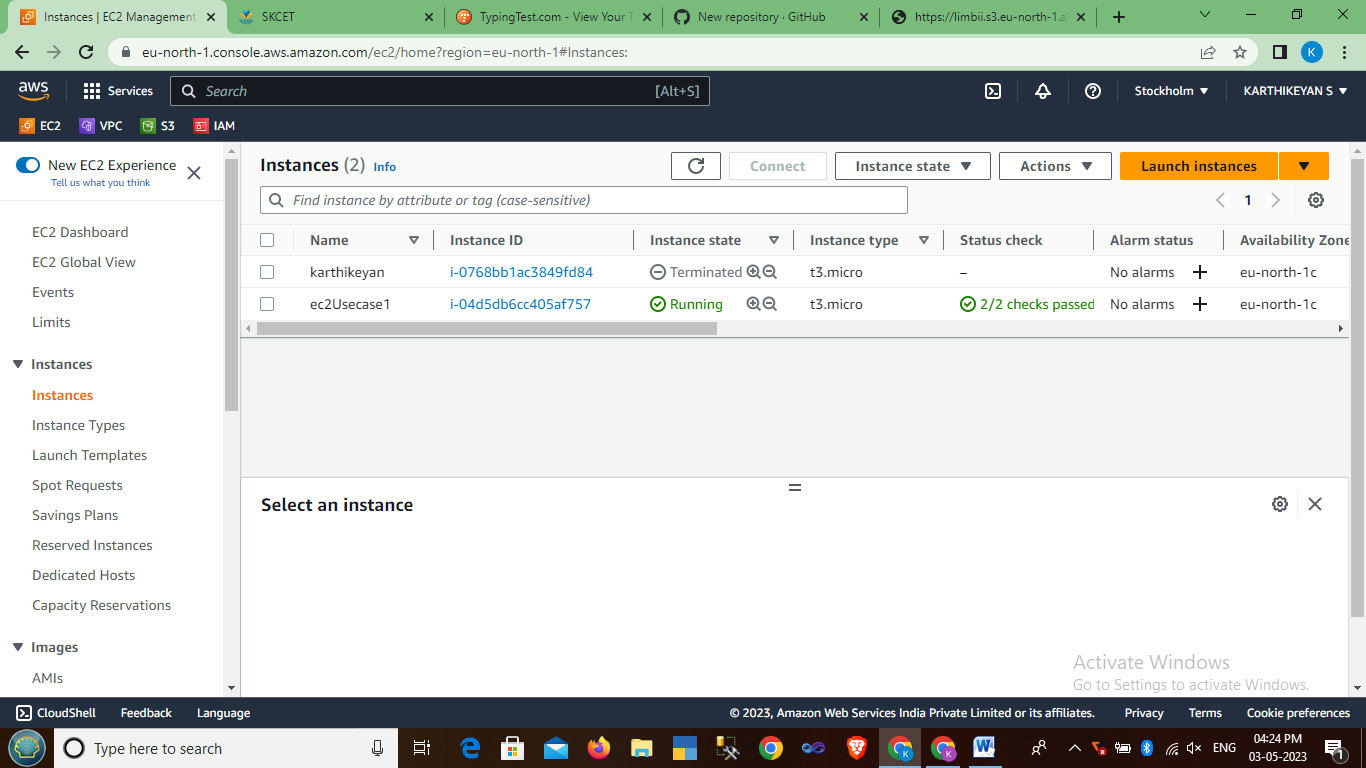 Instances | EC2 Management
SKCET
TypingTest.com - View Your T
New repository · GitHub
https://limbii.s3.eu-north-1.a
eu-north-1.console.aws.amazon.com/ec2/home?region=eu-north-1#Instances:
K
aws
Services
Search
[Alt+S]
Stockholm
KARTHIKEYAN S
EC2
VPC
S3
IAM
New EC2 Experience
Tell us what you think
EC2 Dashboard
EC2 Global View
Events
Limits
Instances
Instances
Instance Types
Launch Templates
Spot Requests
Savings Plans
Reserved Instances
Dedicated Hosts
Capacity Reservations
Images
AMIs
Instances (2) Info
Connect
Instance state
Actions
Launch instances
Find instance by attribute or tag (case-sensitive)
1
Name Instance ID Instance state Instance type Status check Alarm status Availability Zone
karthikeyan i-0768bb1ac3849fd84 Terminated t3.micro – No alarms eu-north-1c
ec2Usecase1 i-04d5db6cc405af757 Running t3.micro 2/2 checks passed No alarms eu-north-1c
Select an instance
Activate Windows
Go to Settings to activate Windows.
CloudShell
Feedback
Language
© 2023, Amazon Web Services India Private Limited or its affiliates.
Privacy
Terms
Cookie preferences
Type here to search
K
K
ENG
04:24 PM
03-05-2023
1